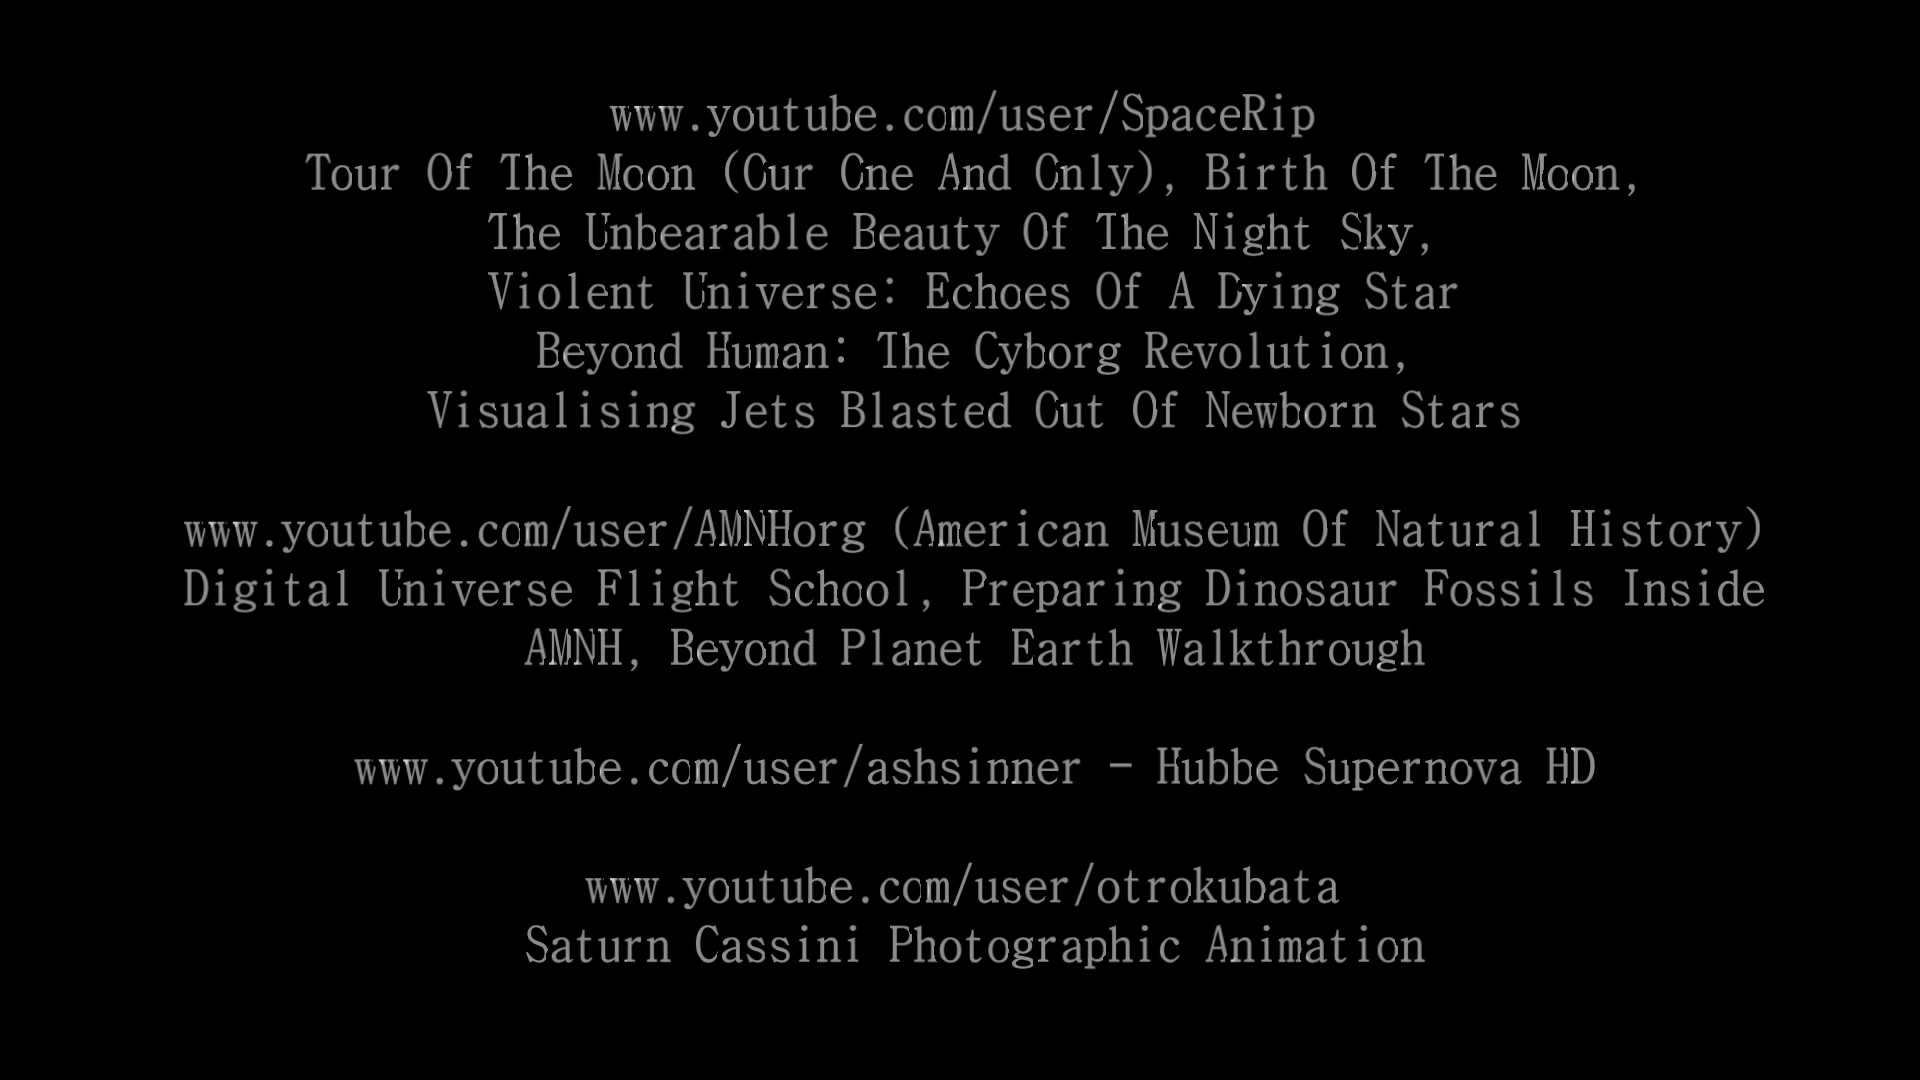 www.youtube.com/user/SpaceRip
Tour Of The Moon (Our One And Only), Birth Of The Moon,
The Unbearable Beauty Of The Night Sky,
Violent Universe: Echoes Of A Dying Star
Beyond Human: The Cyborg Revolution,
Visualising Jets Blasted Out Of Newborn Stars
www.youtube.com/user/AMNHorg (American Museum Of Natural History)
Digital Universe Flight School, Preparing Dinosaur Fossils Inside
AMNH, Beyond Planet Earth Walkthrough
www.youtube.com/user/ashsinner - Hubbe Supernova HD
www.youtube.com/user/otrokubata
Saturn Cassini Photographic Animation